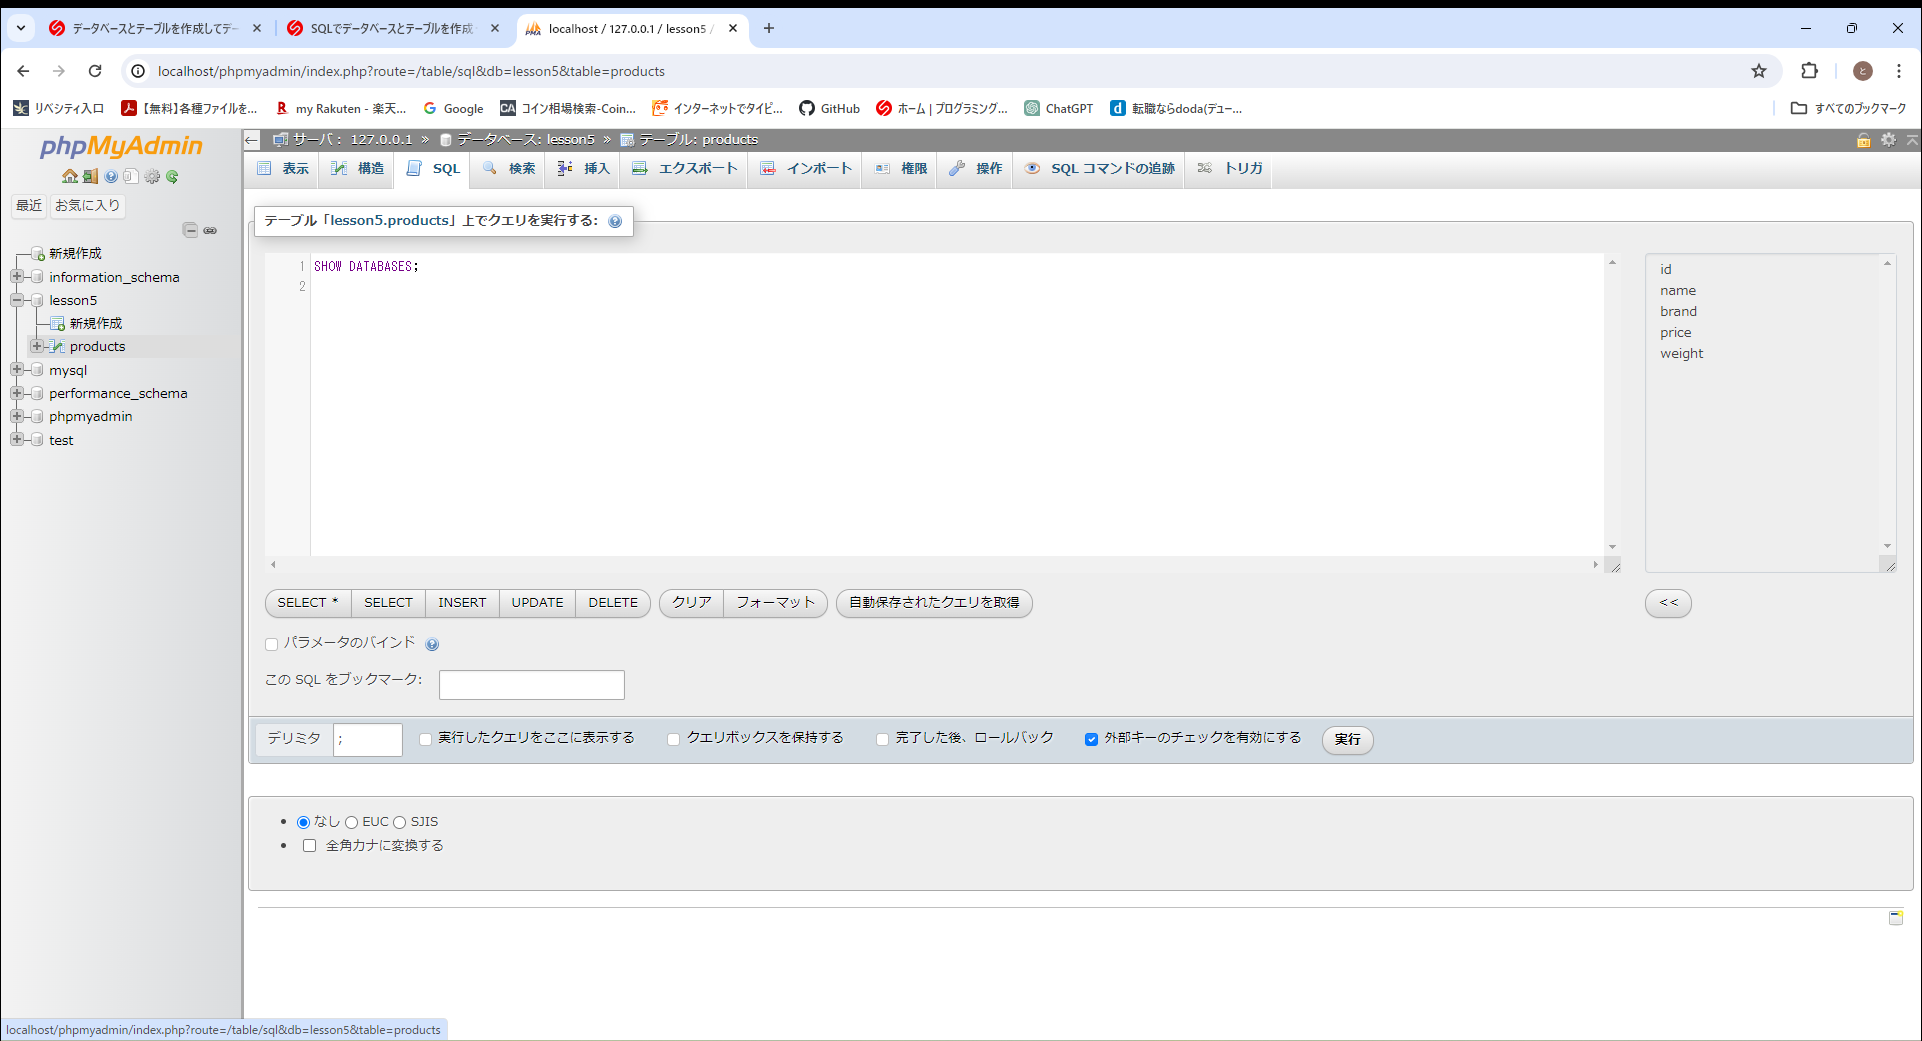 データベースとテーブルを作成してデー
SQLでデータベースとテーブルを作成
localhost / 127.0.0.1 / lesson5 /
localhost/phpmyadmin/index.php?route=/table/sql&db=lesson5&table=products
リベシティ入口
【無料】各種ファイルを...
my Rakuten - 楽天...
Google
コイン相場検索-Coin...
インターネットでタイピ...
GitHub
ホーム | プログラミング...
ChatGPT
転職ならdoda(デュー...
すべてのブックマーク
phpMyAdmin
最近
お気に入り
新規作成
information_schema
lesson5
新規作成
products
mysql
performance_schema
phpmyadmin
test
サーバ: 127.0.0.1 » データベース: lesson5 » テーブル: products
表示
構造
SQL
検索
挿入
エクスポート
インポート
権限
操作
SQL コマンドの追跡
トリガ
テーブル「lesson5.products」上でクエリを実行する:
1 SHOW DATABASES;
2
id
name
brand
price
weight
SELECT *
SELECT
INSERT
UPDATE
DELETE
クリア
フォーマット
自動保存されたクエリを取得
<<
パラメータのバインド
この SQL をブックマーク:
デリミタ
;
実行したクエリをここに表示する
クエリボックスを保持する
完了した後、ロールバック
外部キーのチェックを有効にする
実行
なし EUC SJIS
全角カナに変換する
localhost/phpmyadmin/index.php?route=/table/sql&db=lesson5&table=products